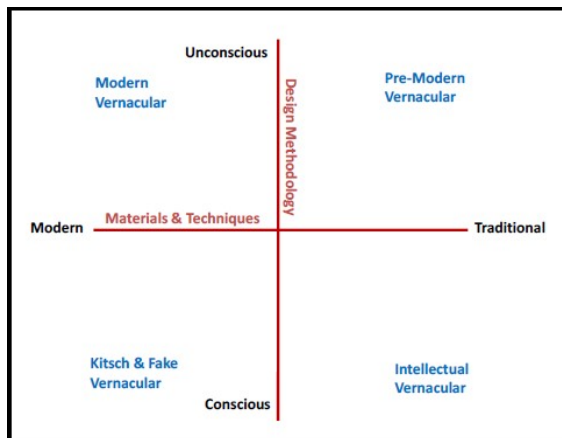 Unconscious
Modern
Vernacular
Design Methodology
Pre-Modern
Vernacular
Materials & Techniques
Modern
Traditional
Kitsch & Fake
Vernacular
Intellectual
Vernacular
Conscious